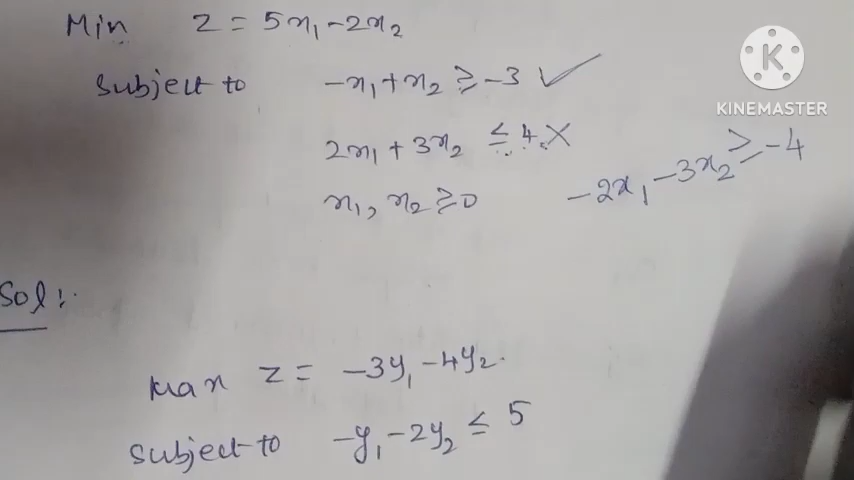 Min Z = 5x₁ - 2x₂
Subject to -x₁ + x₂ ≥ -3 ✓
K
KINEMASTER
2x₁ + 3x₂ ≤ 4 ✗
-2x₁ - 3x₂ ≥ -4
x₁, x₂ ≥ 0
Sol:
Max Z = -3y₁ - 4y₂.
Subject to -y₁ - 2y₂ ≤ 5